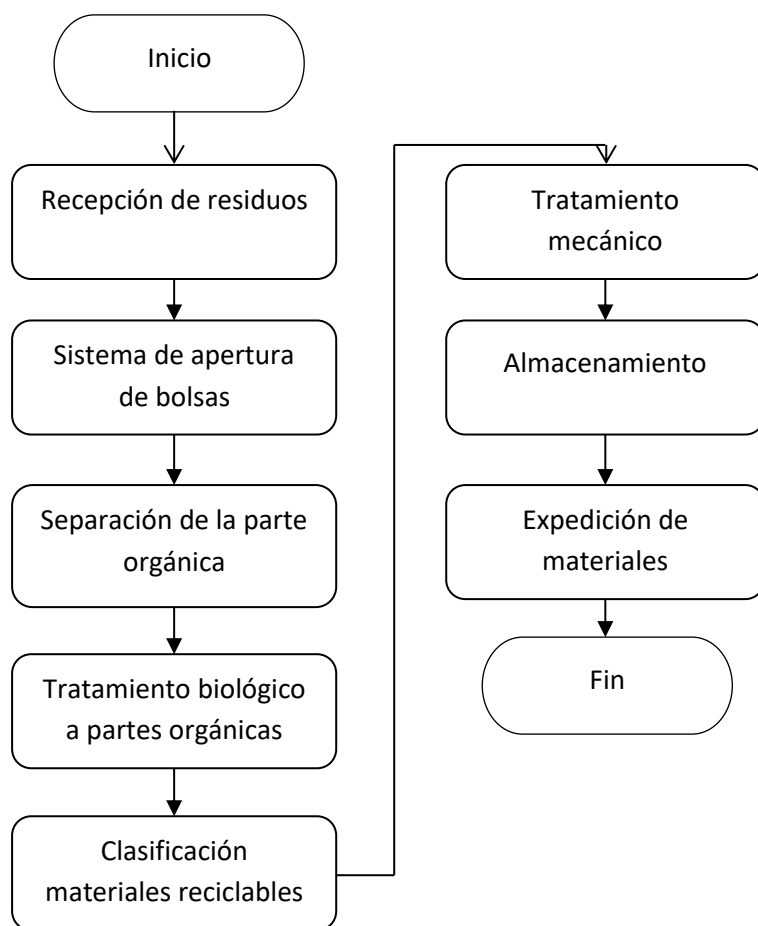 Inicio
Recepción de residuos
Sistema de apertura
de bolsas
Separación de la parte
orgánica
Tratamiento biológico
a partes orgánicas
Clasificación
materiales reciclables
Tratamiento
mecánico
Almacenamiento
Expedición de
materiales
Fin